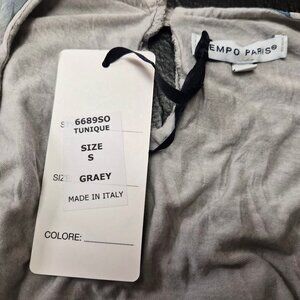 6689SO
TUNIQUE
SIZE
S
GRAEY
MADE IN ITALY
COLORE:
EMPO PARIS®